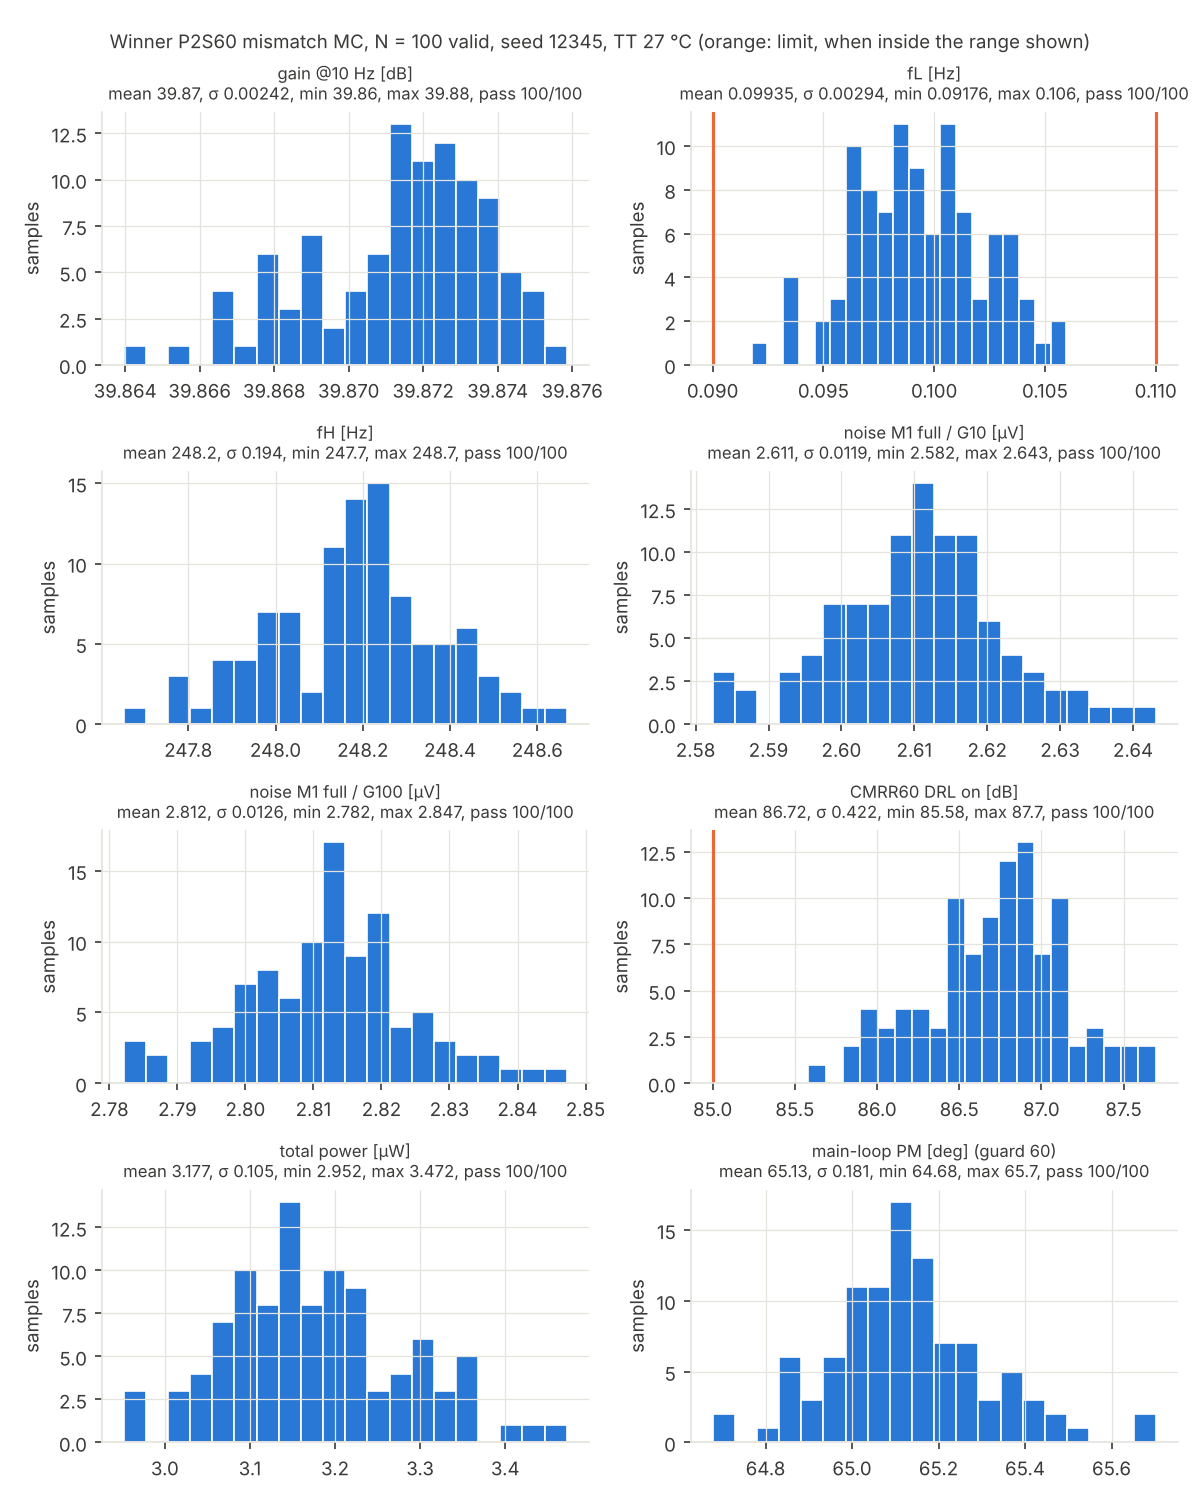 Winner P2S60 mismatch MC, N = 100 valid, seed 12345, TT 27 °C (orange: limit, when inside the range shown)
gain @10 Hz [dB]
mean 39.87, σ 0.00242, min 39.86, max 39.88, pass 100/100
samples
12.5
10.0
7.5
5.0
2.5
0.0
39.864 39.866 39.868 39.870 39.872 39.874 39.876
fL [Hz]
mean 0.09935, σ 0.00294, min 0.09176, max 0.106, pass 100/100
samples
10
8
6
4
2
0
0.090 0.095 0.100 0.105 0.110
fH [Hz]
mean 248.2, σ 0.194, min 247.7, max 248.7, pass 100/100
samples
15
10
5
0
247.8 248.0 248.2 248.4 248.6
noise M1 full / G10 [µV]
mean 2.611, σ 0.0119, min 2.582, max 2.643, pass 100/100
samples
12.5
10.0
7.5
5.0
2.5
0.0
2.58 2.59 2.60 2.61 2.62 2.63 2.64
noise M1 full / G100 [µV]
mean 2.812, σ 0.0126, min 2.782, max 2.847, pass 100/100
samples
15
10
5
0
2.78 2.79 2.80 2.81 2.82 2.83 2.84 2.85
CMRR60 DRL on [dB]
mean 86.72, σ 0.422, min 85.58, max 87.7, pass 100/100
samples
12.5
10.0
7.5
5.0
2.5
0.0
85.0 85.5 86.0 86.5 87.0 87.5
total power [µW]
mean 3.177, σ 0.105, min 2.952, max 3.472, pass 100/100
samples
12.5
10.0
7.5
5.0
2.5
0.0
3.0 3.1 3.2 3.3 3.4
main-loop PM [deg] (guard 60)
mean 65.13, σ 0.181, min 64.68, max 65.7, pass 100/100
samples
15
10
5
0
64.8 65.0 65.2 65.4 65.6